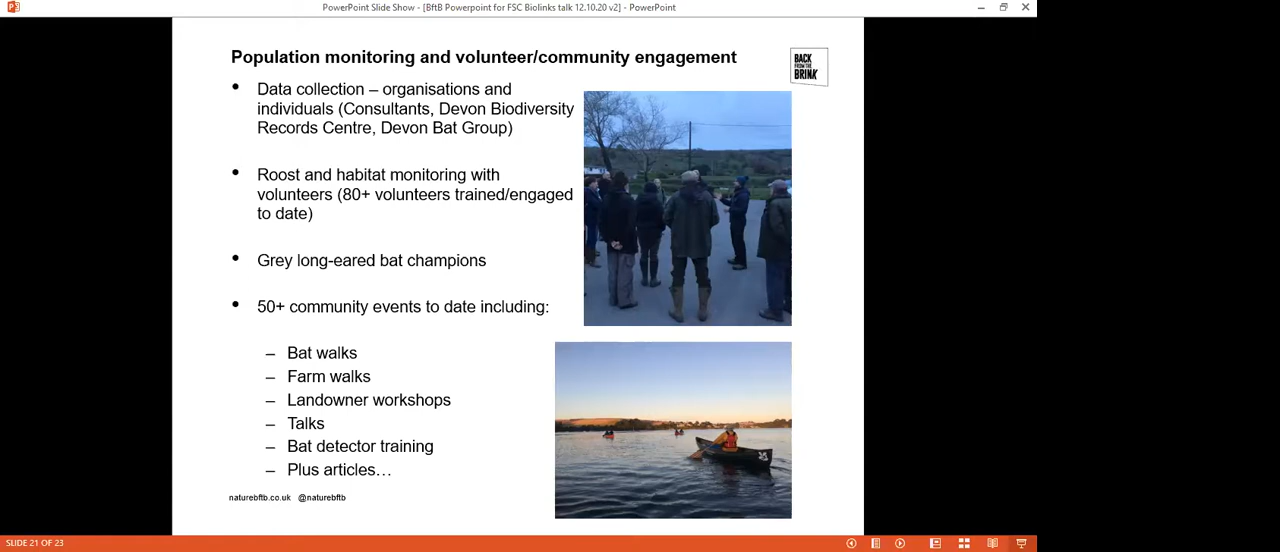 PowerPoint Slide Show - [BftB Powerpoint for FSC Biolinks talk 12.10.20 v2] - PowerPoint
Population monitoring and volunteer/community engagement
BACK
FROM THE
BRINK
• Data collection – organisations and
individuals (Consultants, Devon Biodiversity
Records Centre, Devon Bat Group)
• Roost and habitat monitoring with
volunteers (80+ volunteers trained/engaged
to date)
• Grey long-eared bat champions
• 50+ community events to date including:
– Bat walks
– Farm walks
– Landowner workshops
– Talks
– Bat detector training
– Plus articles…
naturebftb.co.uk @naturebftb
SLIDE 21 OF 23